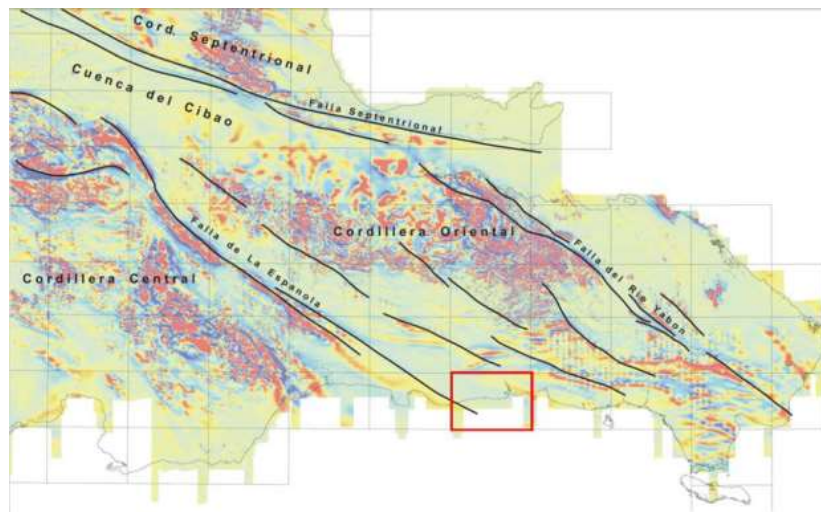 Cord. Septentrional
Cuenca del Cibao
Falla Septentrional
Cordillera Oriental
Falla de La Española
Falla del Rio Yabon
Cordillera Central